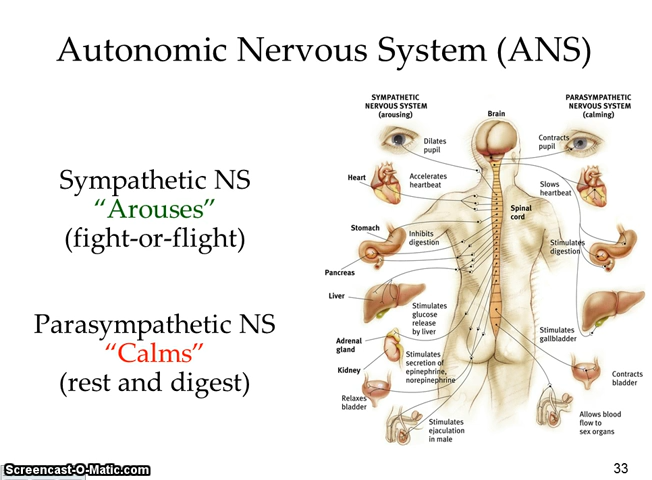 Autonomic Nervous System (ANS)
Sympathetic NS
“Arouses”
(fight-or-flight)
Parasympathetic NS
“Calms”
(rest and digest)
SYMPATHETIC
NERVOUS SYSTEM
(arousing)
Brain
PARASYMPATHETIC
NERVOUS SYSTEM
(calming)
Dilates
pupil
Contracts
pupil
Heart
Accelerates
heartbeat
Slows
heartbeat
Spinal
cord
Stomach
Inhibits
digestion
Stimulates
digestion
Pancreas
Liver
Stimulates
glucose
release
by liver
Stimulates
gallbladder
Adrenal
gland
Kidney
Stimulates
secretion of
epinephrine,
norepinephrine
Contracts
bladder
Relaxes
bladder
Stimulates
ejaculation
in male
Allows blood
flow to
sex organs
Screencast-O-Matic.com
33